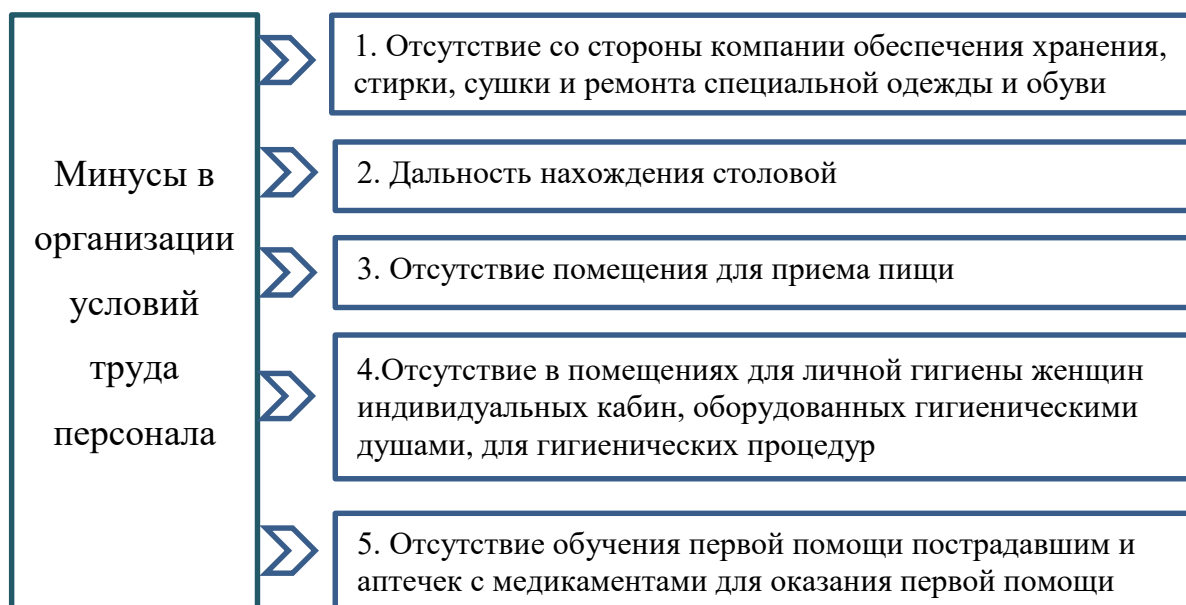 Минусы в
организации
условий
труда
персонала
1. Отсутствие со стороны компании обеспечения хранения,
стирки, сушки и ремонта специальной одежды и обуви
2. Дальность нахождения столовой
3. Отсутствие помещения для приема пищи
4.Отсутствие в помещениях для личной гигиены женщин
индивидуальных кабин, оборудованных гигиеническими
душами, для гигиенических процедур
5. Отсутствие обучения первой помощи пострадавшим и
аптечек с медикаментами для оказания первой помощи